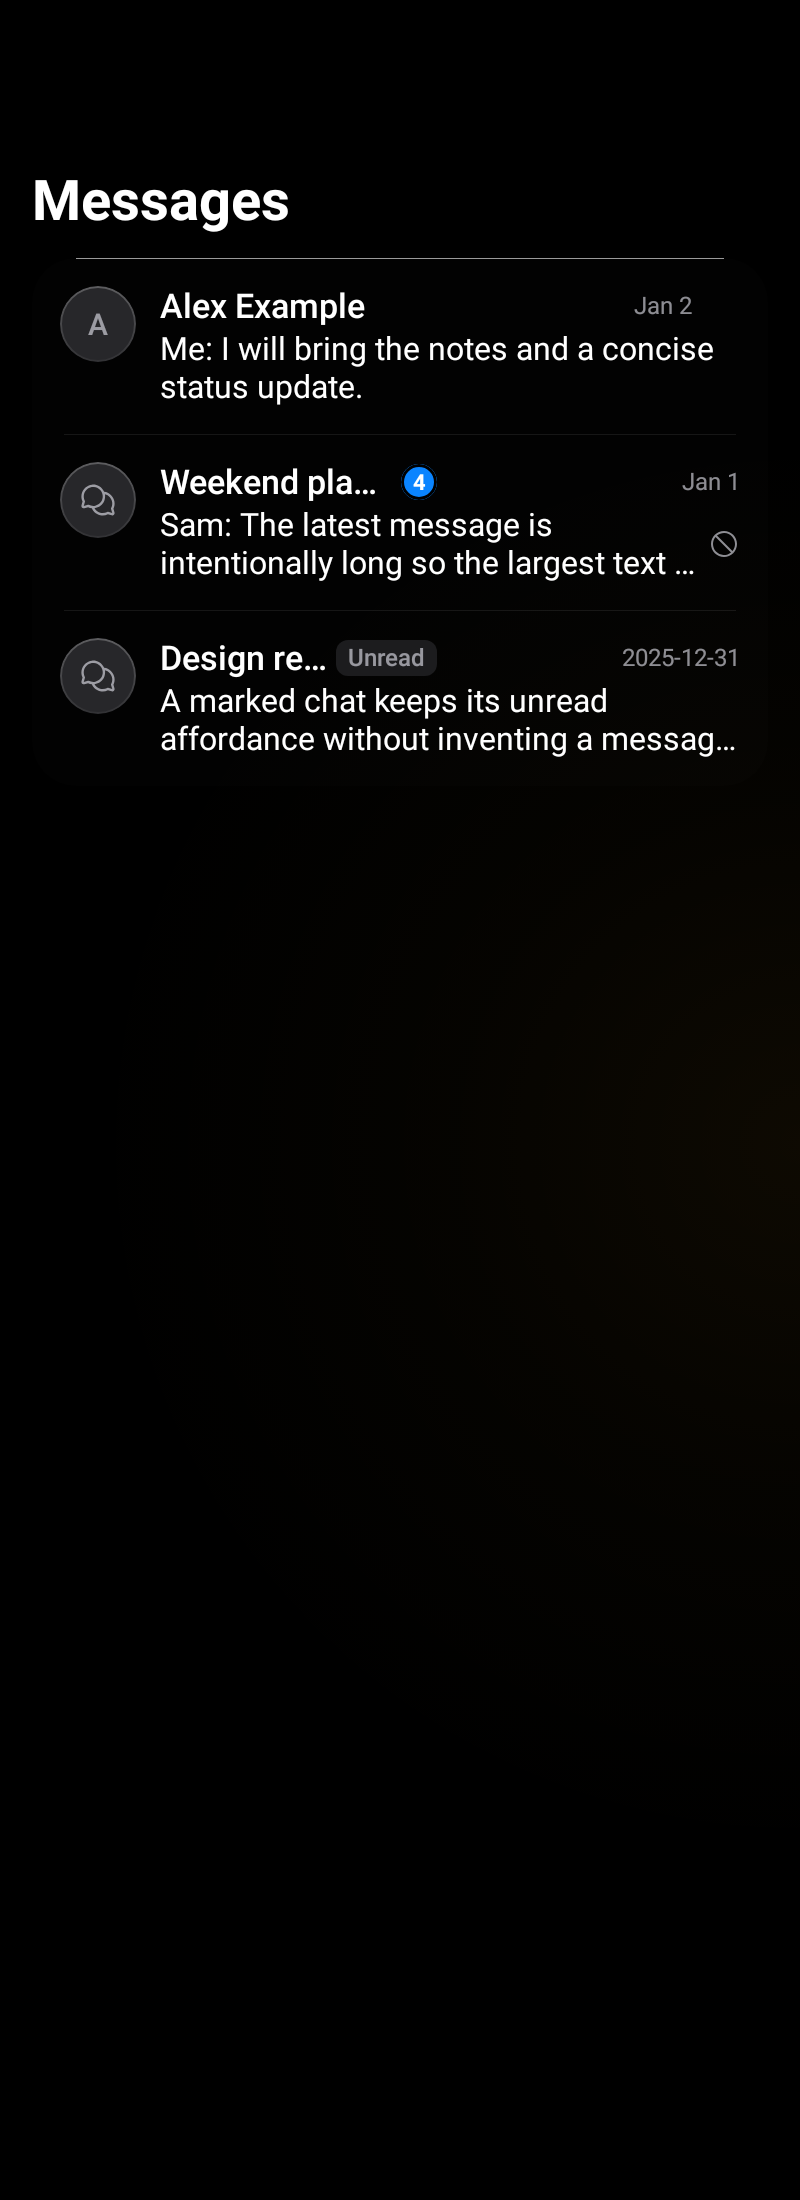 Messages
A
Alex Example
Jan 2
Me: I will bring the notes and a concise
status update.
Weekend pla...
4
Jan 1
Sam: The latest message is
intentionally long so the largest text ...
Design re...
Unread
2025-12-31
A marked chat keeps its unread
affordance without inventing a messag...